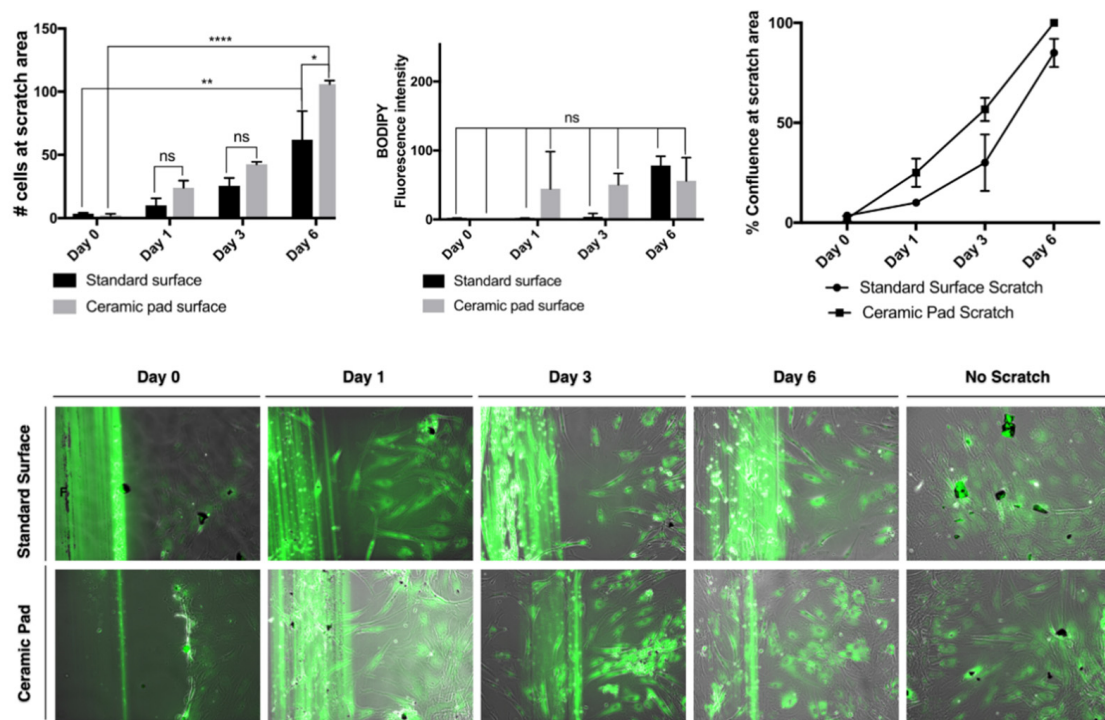 # cells at scratch area
150
100
50
0
****
**
*
ns
ns
Day 0
Day 1
Day 3
Day 6
Standard surface
Ceramic pad surface
BODIPY
Fluorescence intensity
200
100
0
ns
Day 0
Day 1
Day 3
Day 6
Standard surface
Ceramic pad surface
% Confluence at scratch area
100
50
0
Day 0
Day 1
Day 3
Day 6
Standard Surface Scratch
Ceramic Pad Scratch
Day 0
Day 1
Day 3
Day 6
No Scratch
Standard Surface
Ceramic Pad